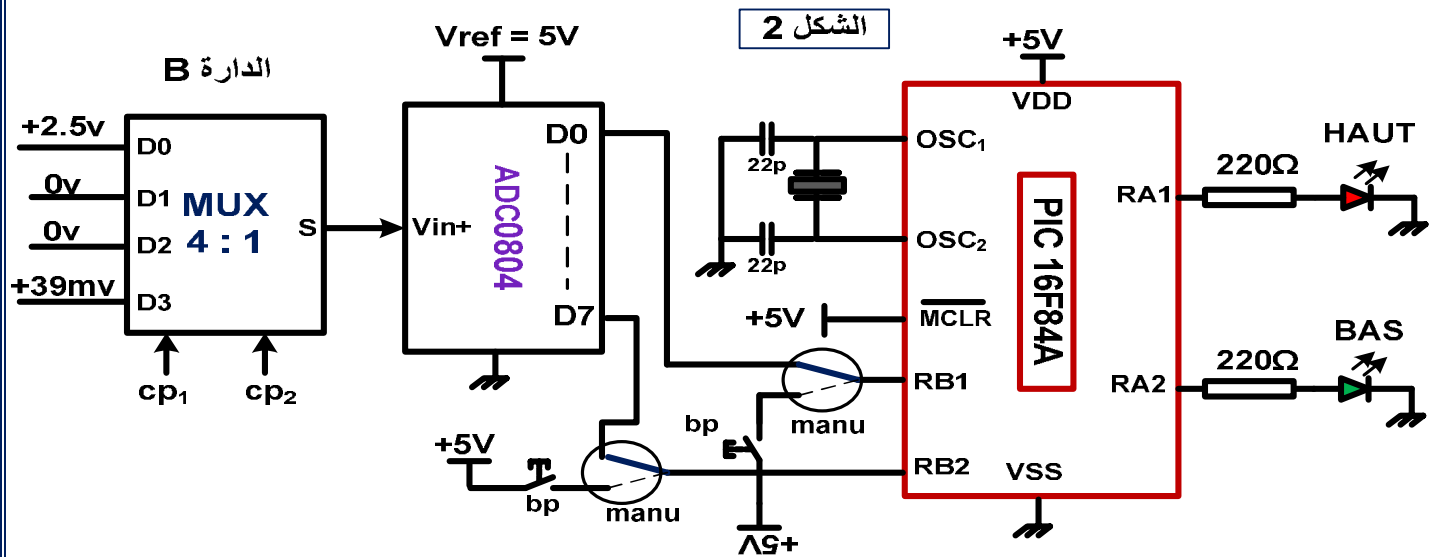 الشكل 2
الدارة B
Vref = 5V
+5V
+2.5v
0v
0v
+39mv
D0
D1
D2
D3
MUX
4 : 1
S
cp₁
cp₂
Vin+
ADC0804
D0
D7
22p
22p
+5V
+5V
bp
manu
bp
manu
+5V
VDD
OSC₁
OSC₂
MCLR
RB1
RB2
VSS
PIC 16F84A
RA1
RA2
220Ω
HAUT
220Ω
BAS